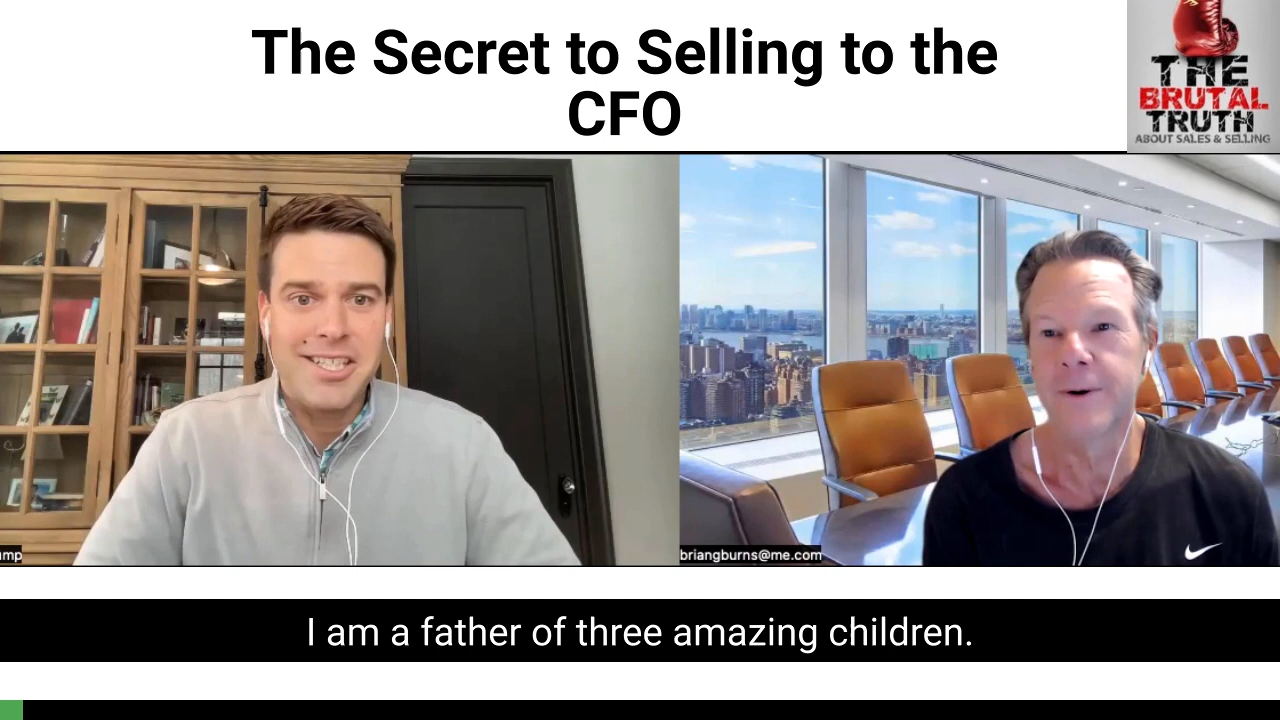 The Secret to Selling to the
CFO
THE
BRUTAL
TRUTH
ABOUT SALES & SELLING
ump
briangburns@me.com
I am a father of three amazing children.